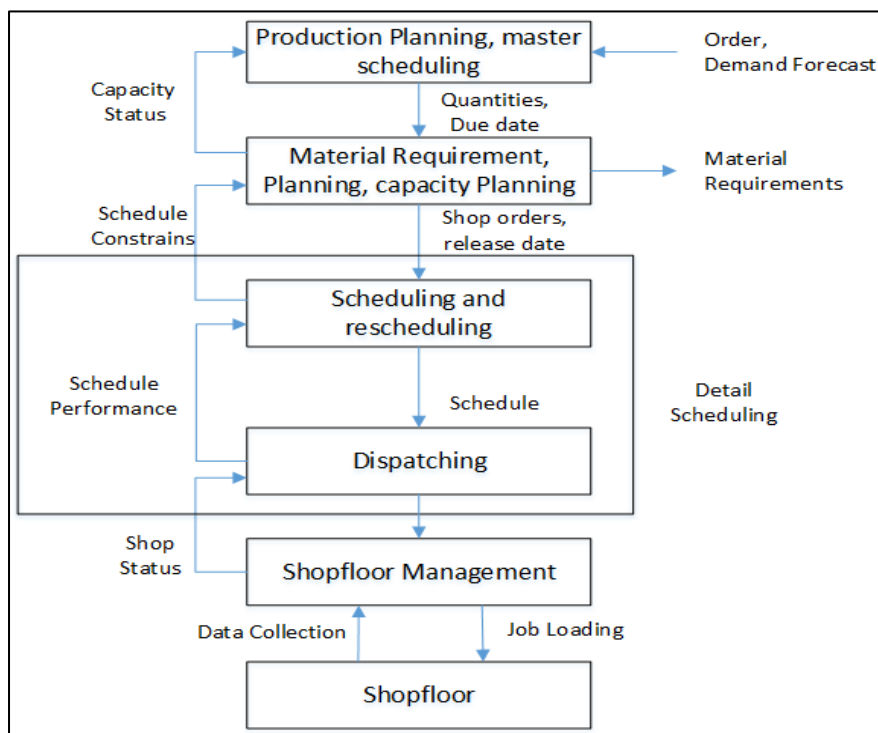 Production Planning, master
scheduling
Order,
Demand Forecast
Capacity
Status
Quantities,
Due date
Material Requirement,
Planning, capacity Planning
Material
Requirements
Schedule
Constrains
Shop orders,
release date
Scheduling and
rescheduling
Schedule
Performance
Schedule
Detail
Scheduling
Dispatching
Shop
Status
Shopfloor Management
Data Collection
Job Loading
Shopfloor